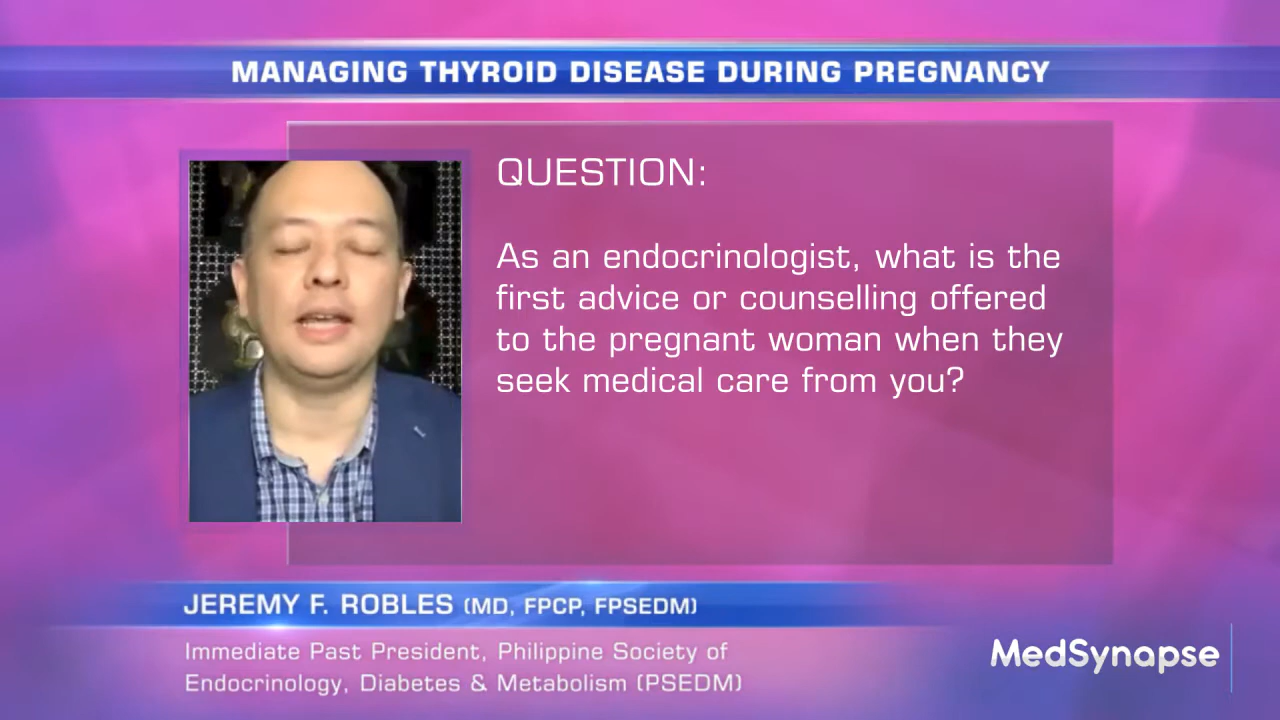 MANAGING THYROID DISEASE DURING PREGNANCY
QUESTION:
As an endocrinologist, what is the
first advice or counselling offered
to the pregnant woman when they
seek medical care from you?
JEREMY F. ROBLES (MD, FPCP, FPSEDM)
Immediate Past President, Philippine Society of
Endocrinology, Diabetes & Metabolism (PSEDM)
MedSynapse